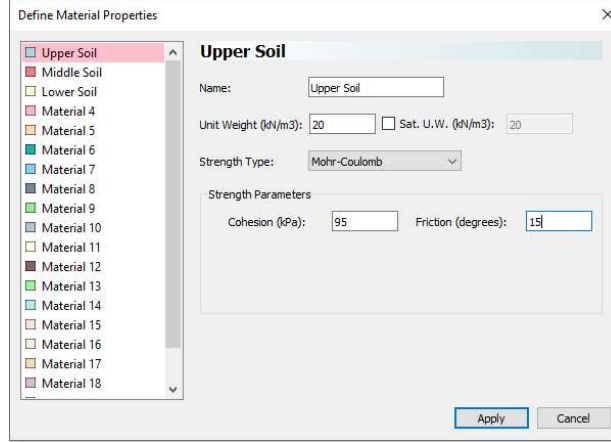 Define Material Properties
Upper Soil
Middle Soil
Lower Soil
Material 4
Material 5
Material 6
Material 7
Material 8
Material 9
Material 10
Material 11
Material 12
Material 13
Material 14
Material 15
Material 16
Material 17
Material 18
Upper Soil
Name: Upper Soil
Unit Weight (kN/m3): 20 Sat. U.W. (kN/m3): 20
Strength Type: Mohr-Coulomb
Strength Parameters
Cohesion (kPa): 95 Friction (degrees): 15
Apply Cancel